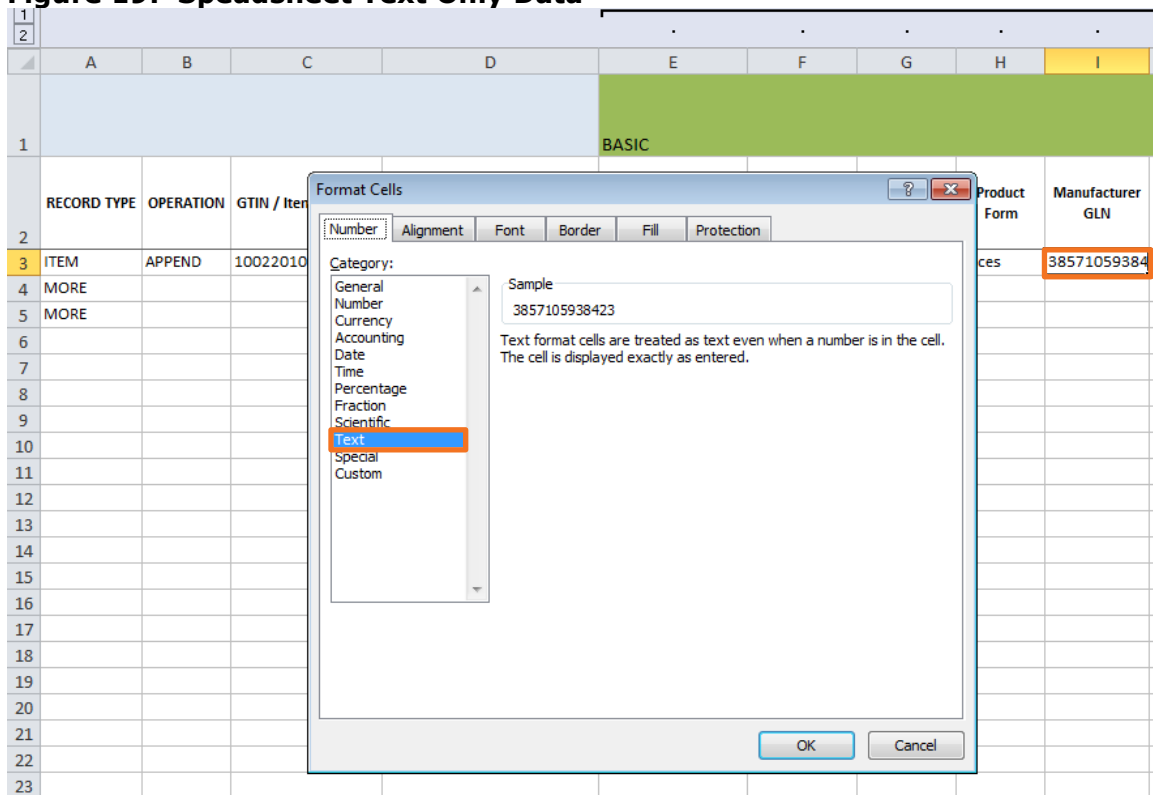 Figure 19: Speadsheet Text Only Data
1
2
A B C D E F G H I
1 BASIC
2 RECORD TYPE OPERATION GTIN / Iter Product Form Manufacturer GLN
3 ITEM APPEND 10022010 ces 38571059384
4 MORE
5 MORE
6
7
8
9
10
11
12
13
14
15
16
17
18
19
20
21
22
23
Format Cells
Number Alignment Font Border Fill Protection
Category:
General
Number
Currency
Accounting
Date
Time
Percentage
Fraction
Scientific
Text
Special
Custom
Sample
3857105938423
Text format cells are treated as text even when a number is in the cell.
The cell is displayed exactly as entered.
OK Cancel